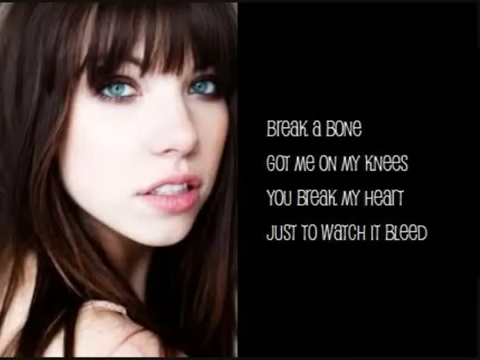 Break a Bone
Got me on my knees
You Break my Heart
Just to watch it Bleed